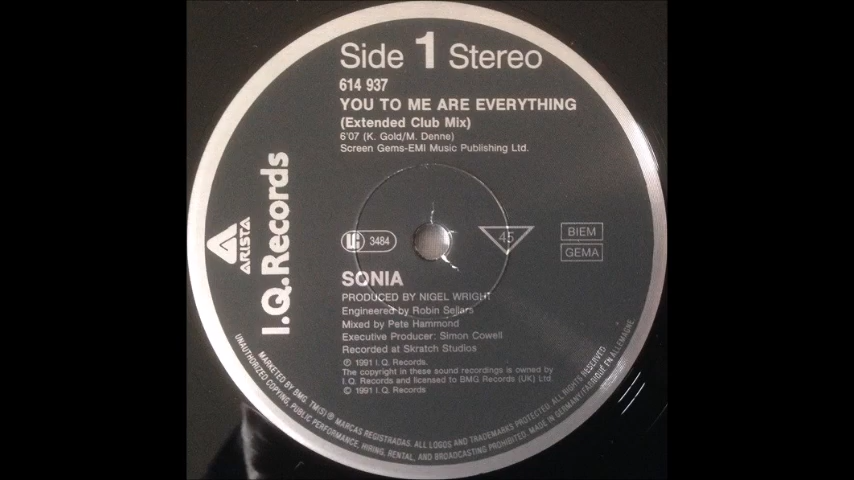 Side 1 Stereo
614 937
YOU TO ME ARE EVERYTHING
(Extended Club Mix)
6'07 (K. Gold/M. Denne)
Screen Gems-EMI Music Publishing Ltd.
ARISTA
I.Q.Records
3484
45
BIEM
GEMA
SONIA
PRODUCED BY NIGEL WRIGHT
Engineered by Robin Sellars
Mixed by Pete Hammond
Executive Producer: Simon Cowell
Recorded at Skratch Studios
℗ 1991 I.Q. Records.
The copyright in these sound recordings is owned by
I.Q. Records and licensed to BMG Records (UK) Ltd.
© 1991 I.Q. Records
MARKETED BY BMG. TM(S) ® MARCAS REGISTRADAS. ALL LOGOS AND TRADEMARKS PROTECTED. ALL RIGHTS RESERVED.
UNAUTHORIZED COPYING, PUBLIC PERFORMANCE, HIRING, RENTAL, AND BROADCASTING PROHIBITED. MADE IN GERMANY/FABRIQUÉ EN ALLEMAGNE.